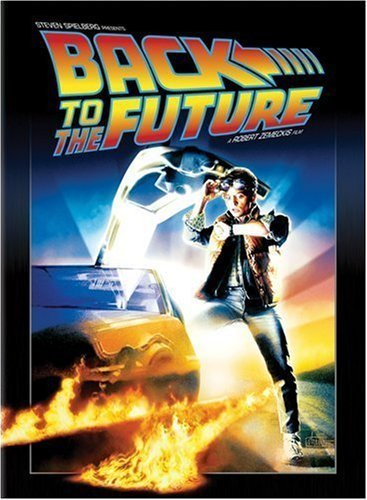 STEVEN SPIELBERG PRESENTS
BACK
TO THE FUTURE
A ROBERT ZEMECKIS FILM